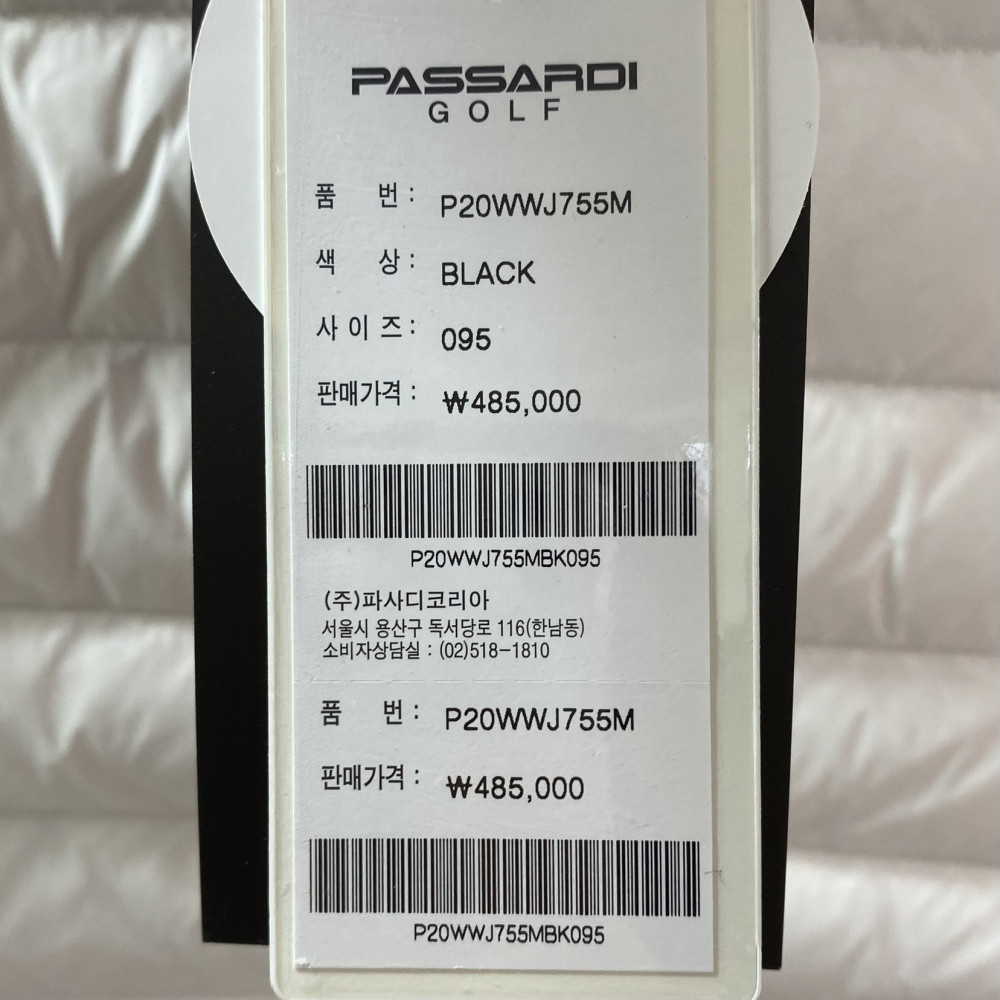 PASSARDI
GOLF
품 번 : P20WWJ755M
색 상 : BLACK
사 이 즈 : 095
판매가격 : ₩485,000
P20WWJ755MBK095
(주)파사디코리아
서울시 용산구 독서당로 116(한남동)
소비자상담실 : (02)518-1810
품 번 : P20WWJ755M
판매가격 : ₩485,000
P20WWJ755MBK095